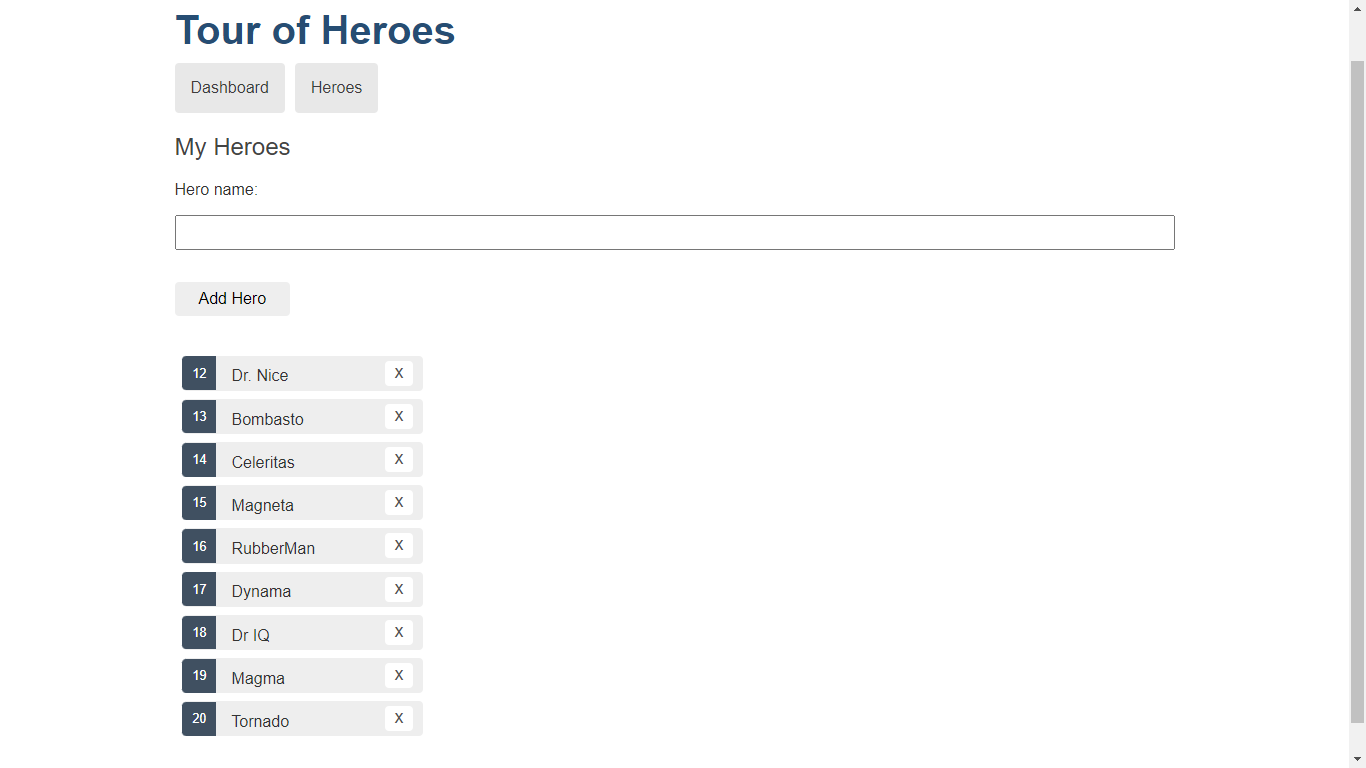 Tour of Heroes
Dashboard Heroes
My Heroes
Hero name:
Add Hero
12 Dr. Nice X
13 Bombasto X
14 Celeritas X
15 Magneta X
16 RubberMan X
17 Dynama X
18 Dr IQ X
19 Magma X
20 Tornado X